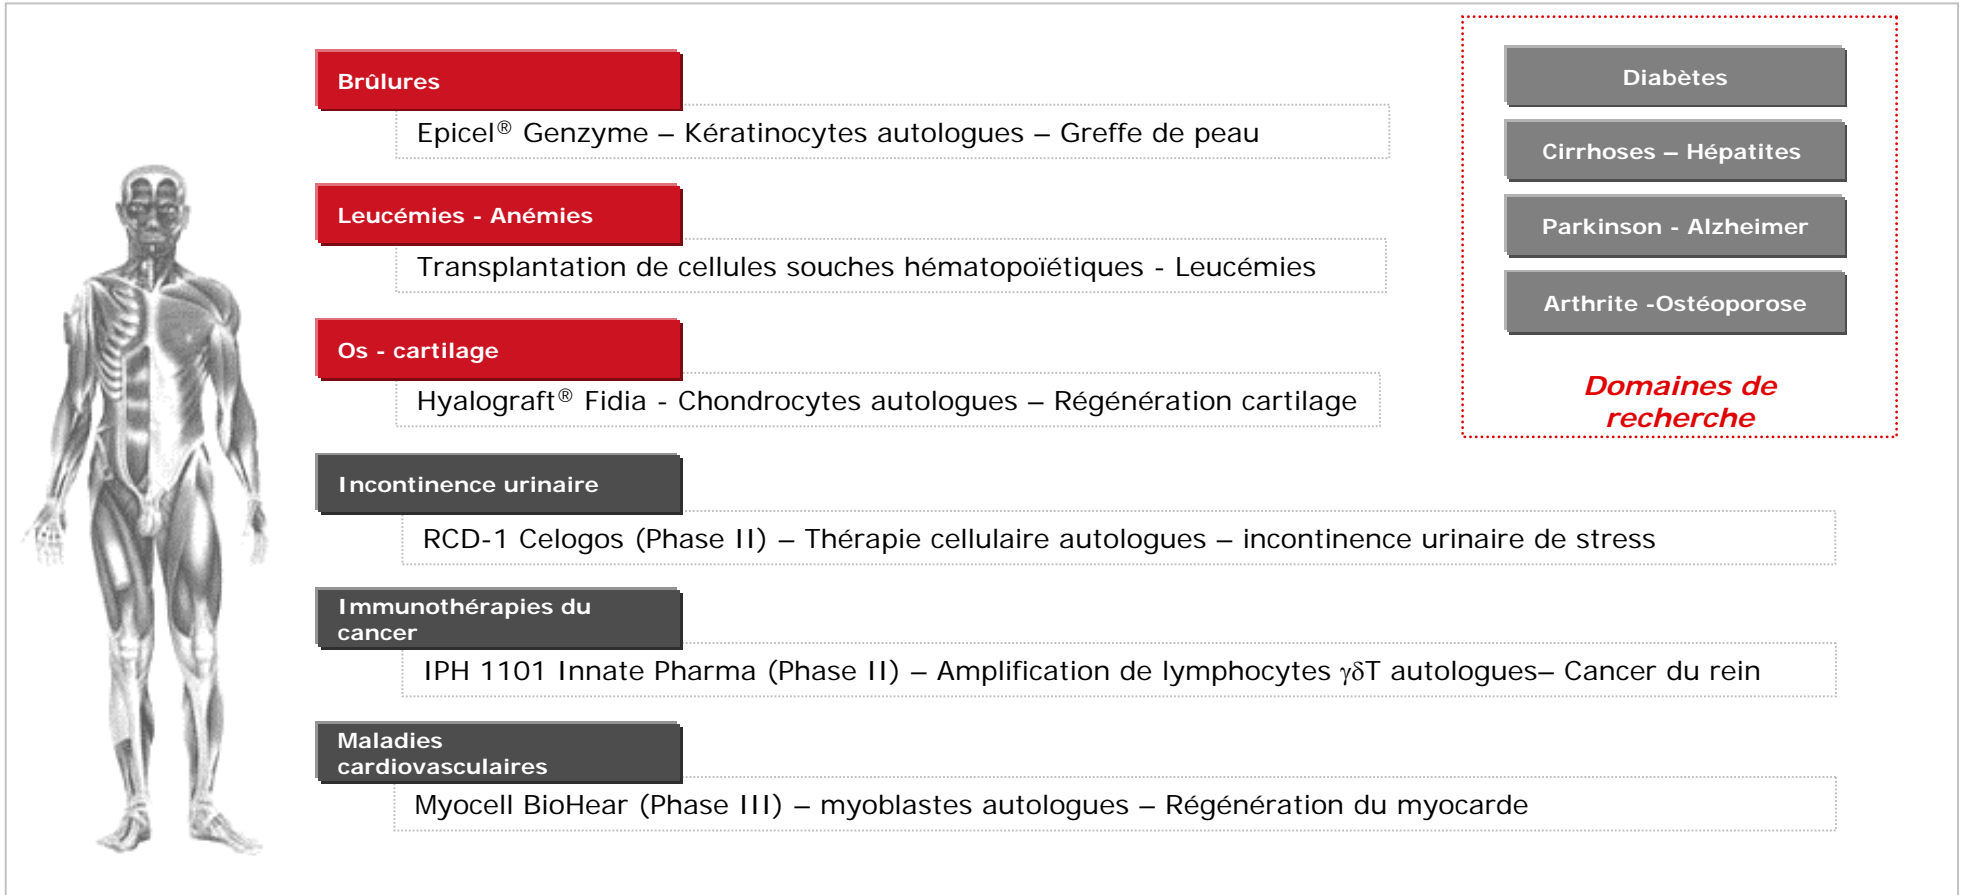 Brûlures
Epicel® Genzyme – Kératinocytes autologues – Greffe de peau
Leucémies - Anémies
Transplantation de cellules souches hématopoïétiques - Leucémies
Os - cartilage
Hyalograft® Fidia - Chondrocytes autologues – Régénération cartilage
Incontinence urinaire
RCD-1 Celogos (Phase II) – Thérapie cellulaire autologues – incontinence urinaire de stress
Immunothérapies du
cancer
IPH 1101 Innate Pharma (Phase II) – Amplification de lymphocytes γδT autologues– Cancer du rein
Maladies
cardiovasculaires
Myocell BioHear (Phase III) – myoblastes autologues – Régénération du myocarde
Diabètes
Cirrhoses – Hépatites
Parkinson - Alzheimer
Arthrite -Ostéoporose
Domaines de
recherche